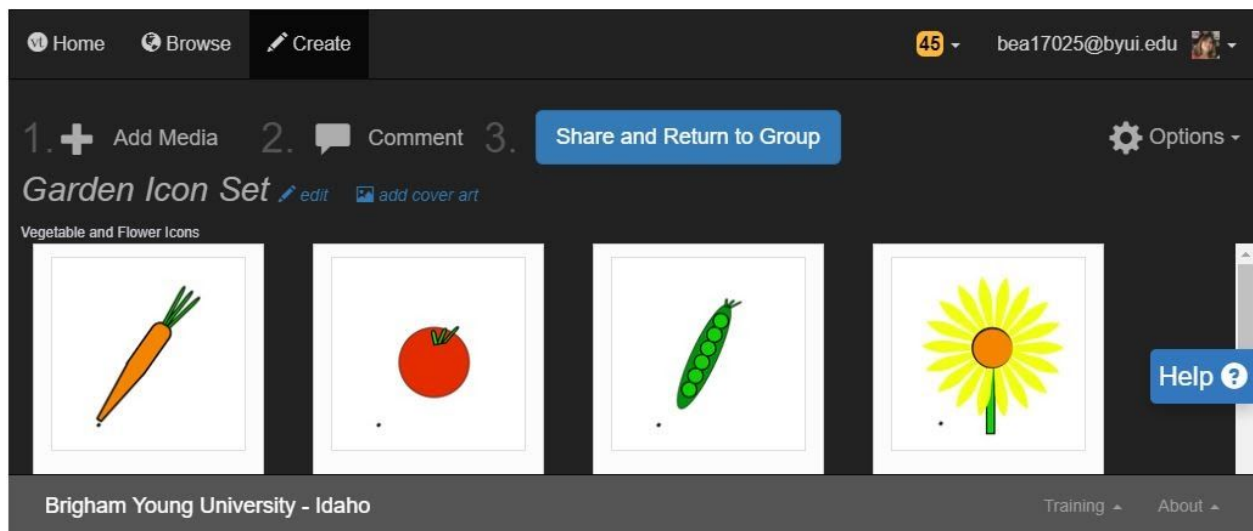 vt Home Browse Create 45 bea17025@byui.edu
1. Add Media 2. Comment 3. Share and Return to Group Options
Garden Icon Set edit add cover art
Vegetable and Flower Icons
Help ?
Brigham Young University - Idaho Training About